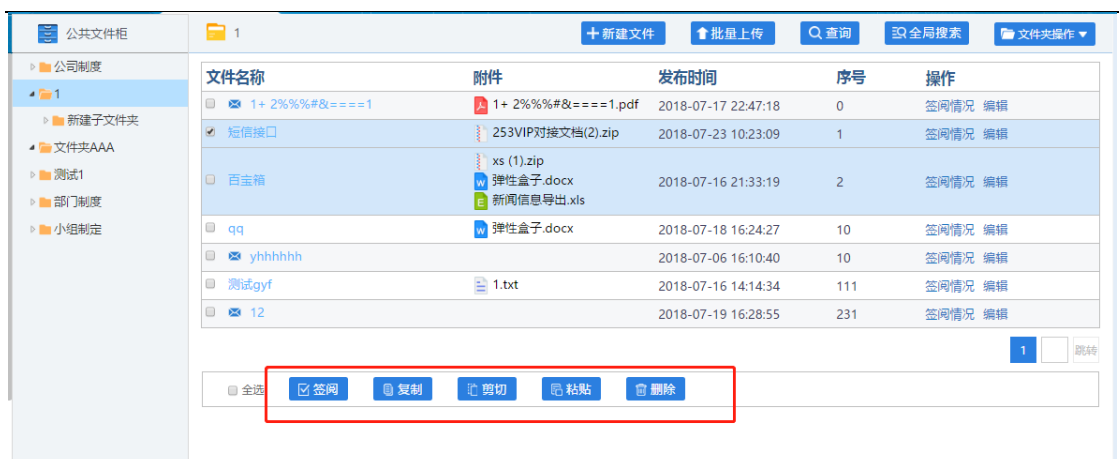 公共文件柜
1
新建文件
批量上传
查询
全局搜索
文件夹操作
公司制度
1
新建子文件夹
文件夹AAA
测试1
部门制度
小组制定
文件名称 附件 发布时间 序号 操作
1+ 2%%%#&====1 1+ 2%%%#&====1.pdf 2018-07-17 22:47:18 0 签阅情况 编辑
短信接口 253VIP对接文档(2).zip 2018-07-23 10:23:09 1 签阅情况 编辑
xs (1).zip
百宝箱 弹性盒子.docx 2018-07-16 21:33:19 2 签阅情况 编辑
新闻信息导出.xls
qq 弹性盒子.docx 2018-07-18 16:24:27 10 签阅情况 编辑
yhhhhhh 2018-07-06 16:10:40 10 签阅情况 编辑
测试gyf 1.txt 2018-07-16 14:14:34 111 签阅情况 编辑
12 2018-07-19 16:28:55 231 签阅情况 编辑
1 跳转
全选 签阅 复制 剪切 粘贴 删除